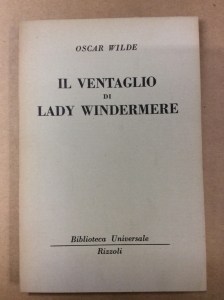 OSCAR WILDE
IL VENTAGLIO
DI
LADY WINDERMERE
Biblioteca Universale
Rizzoli